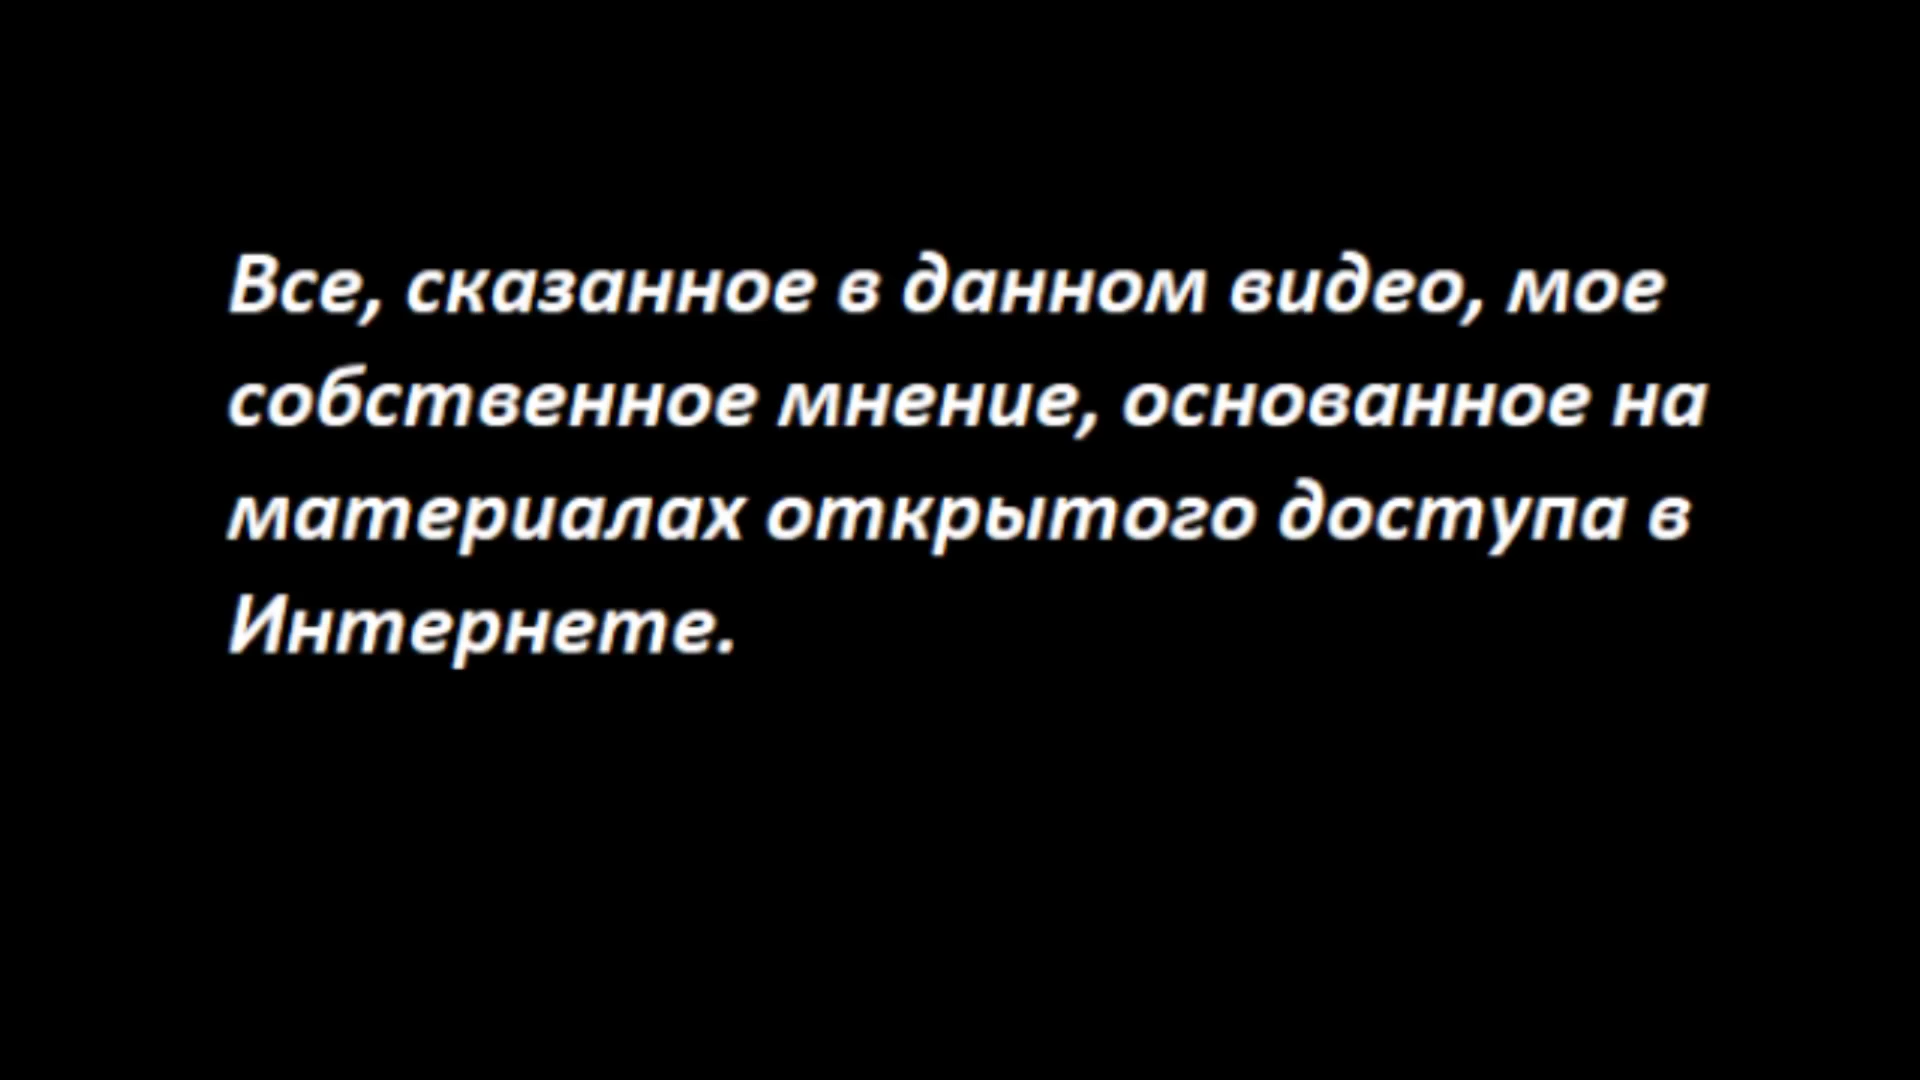 Все, сказанное в данном видео, мое
собственное мнение, основанное на
материалах открытого доступа в
Интернете.